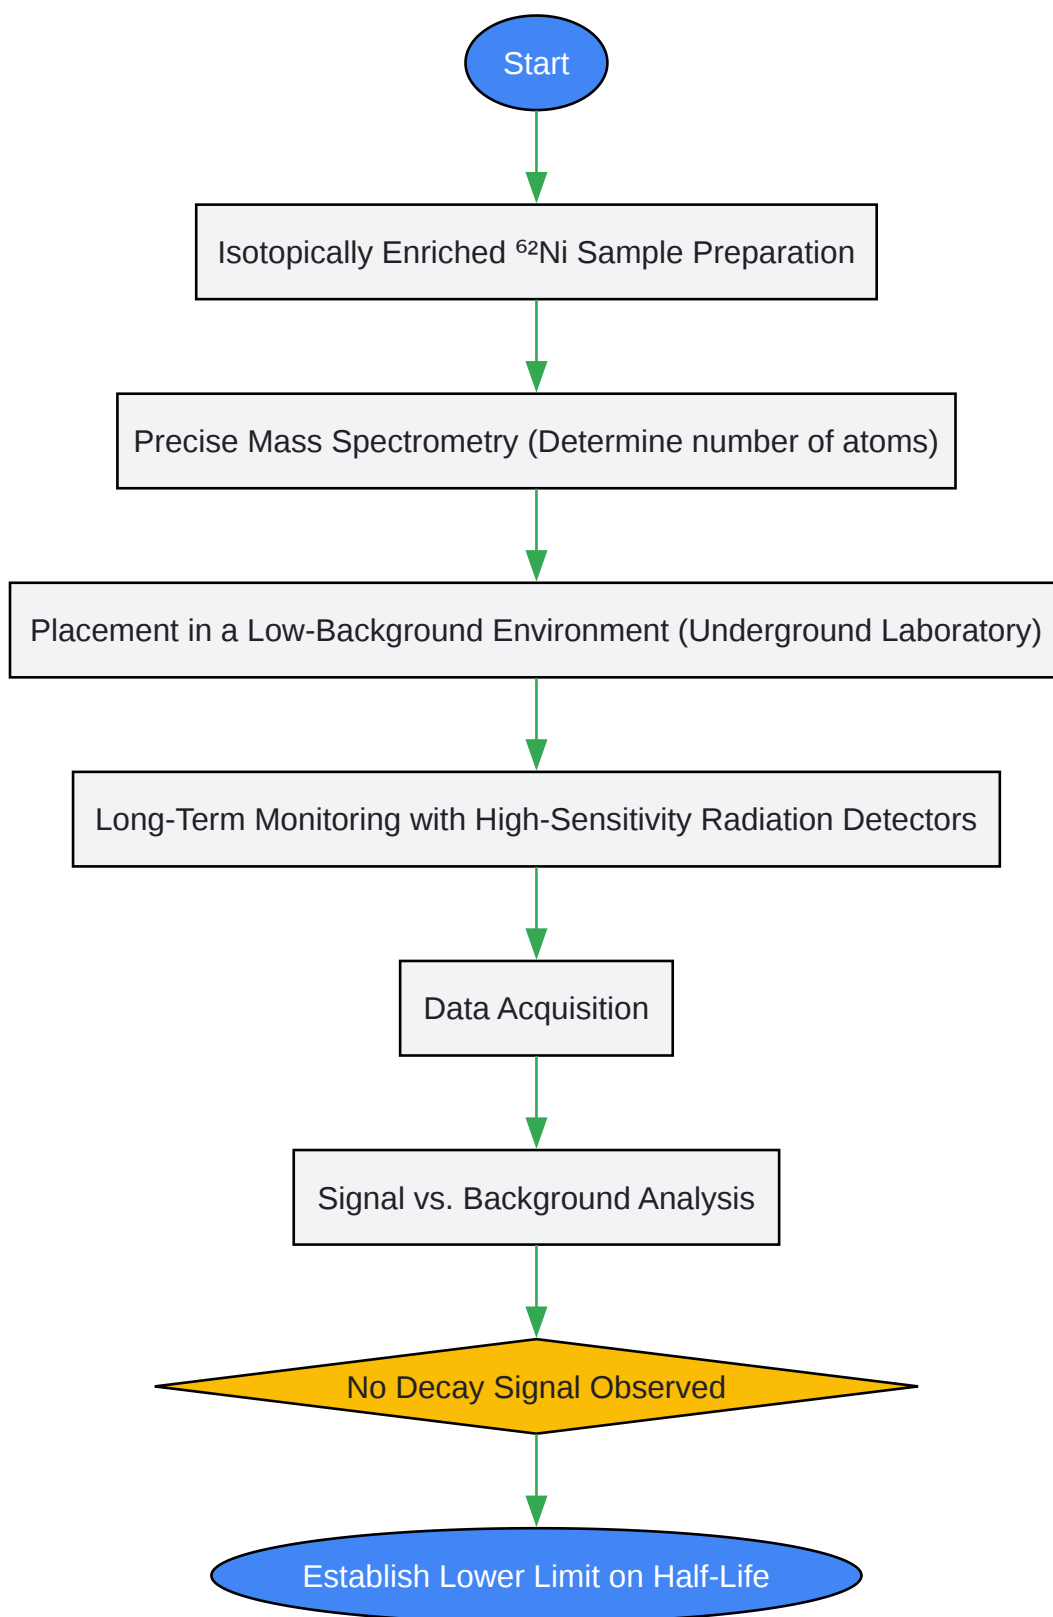 Start
Isotopically Enriched ⁶²Ni Sample Preparation
Precise Mass Spectrometry (Determine number of atoms)
Placement in a Low-Background Environment (Underground Laboratory)
Long-Term Monitoring with High-Sensitivity Radiation Detectors
Data Acquisition
Signal vs. Background Analysis
No Decay Signal Observed
Establish Lower Limit on Half-Life